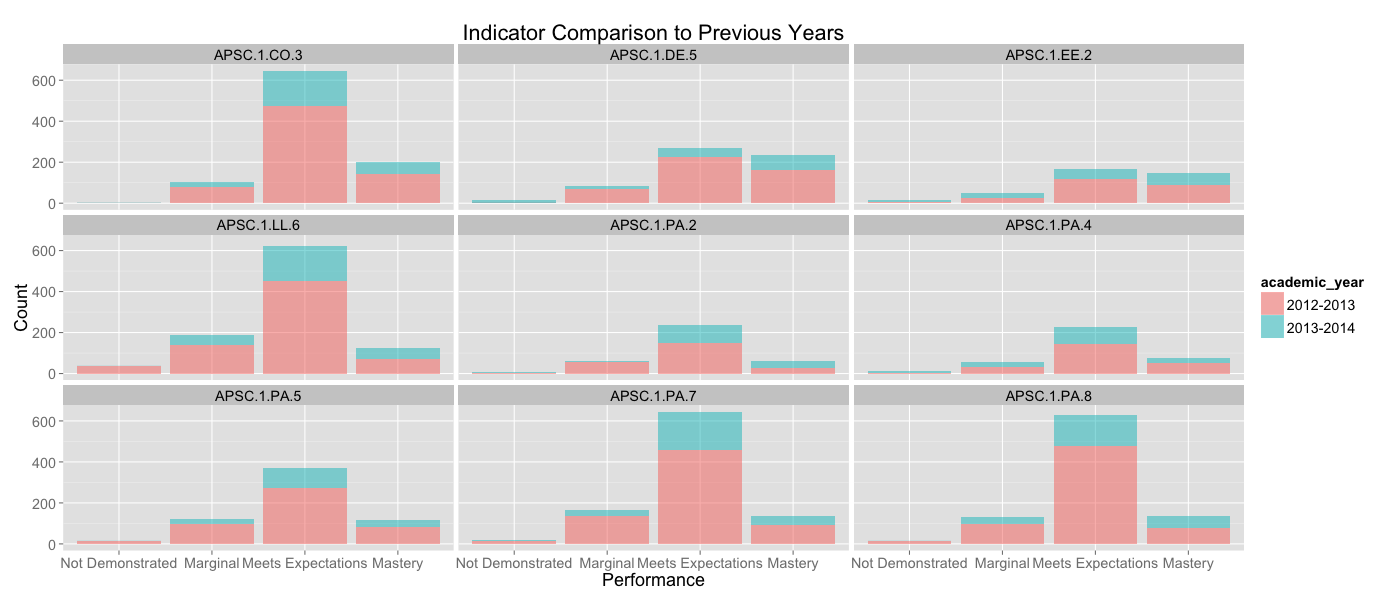 Indicator Comparison to Previous Years
APSC.1.CO.3 APSC.1.DE.5 APSC.1.EE.2
600
400
200
0
APSC.1.LL.6 APSC.1.PA.2 APSC.1.PA.4
600
400
200
0
Count
academic_year
2012-2013
2013-2014
APSC.1.PA.5 APSC.1.PA.7 APSC.1.PA.8
600
400
200
0
Not Demonstrated Marginal Meets Expectations Mastery Not Demonstrated Marginal Meets Expectations Mastery Not Demonstrated Marginal Meets Expectations Mastery
Performance